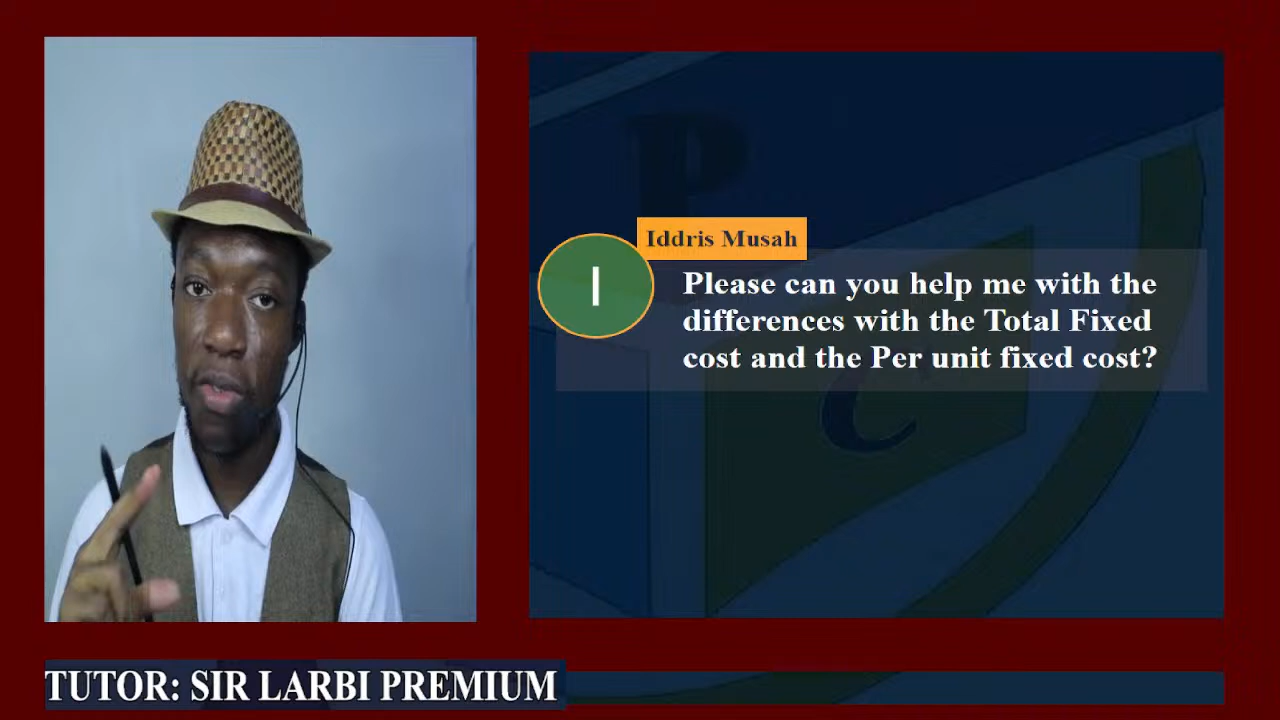 P
Iddris Musah
I
Please can you help me with the
differences with the Total Fixed
cost and the Per unit fixed cost?
C
TUTOR: SIR LARBI PREMIUM